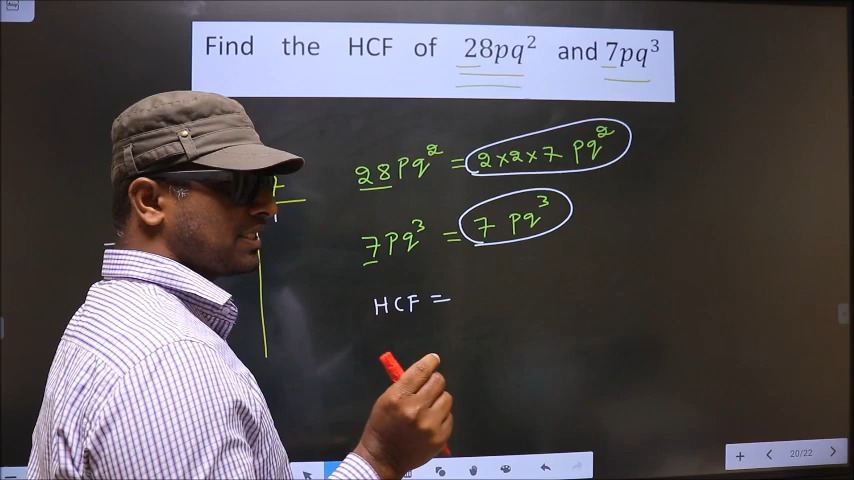 Find the HCF of 28pq²  and 7pq³
28pq² = 2×2×7 pq²
7pq³ = 7 pq³
HCF =
20/22